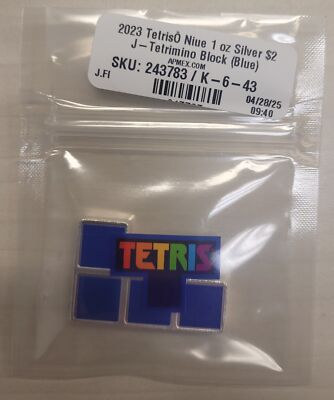 2023 TetrisÔ Niue 1 oz Silver $2
J-Tetrimino Block (Blue)
APMEX.COM
SKU: 243783 / K-6-43
J.FI
04/28/25
09:40
TETRIS